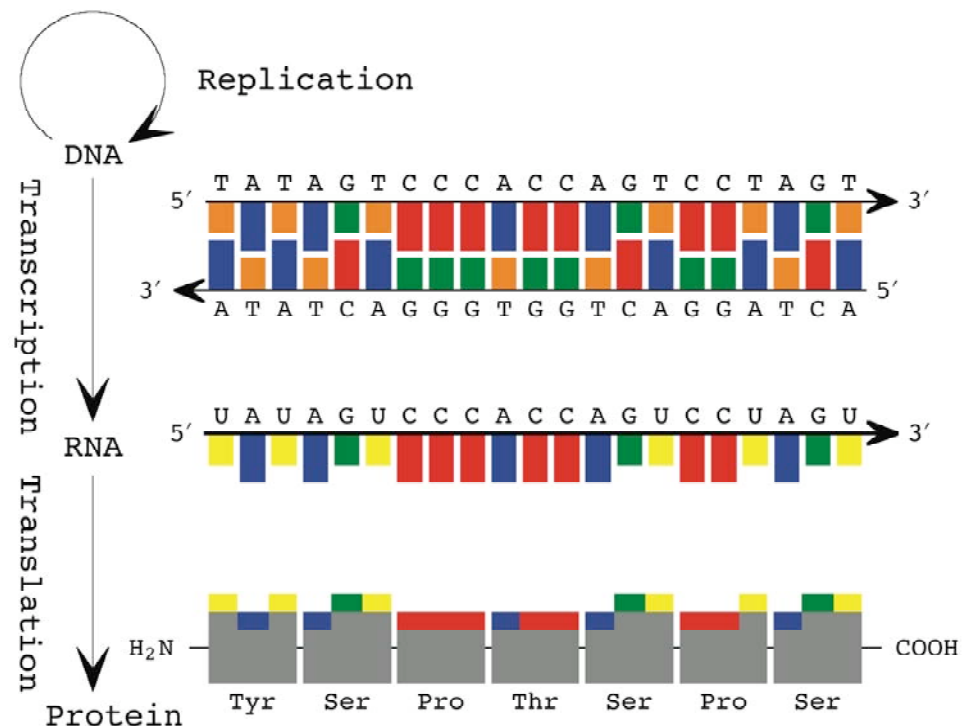 Replication
DNA
T A T A G T C C C A C C A G T C C T A G T
5′ 3′
3′ 5′
A T A T C A G G G T G G T C A G G A T C A
Transcription
U A U A G U C C C A C C A G U C C U A G U
5′ 3′
RNA
Translation
H₂N COOH
Tyr Ser Pro Thr Ser Pro Ser
Protein